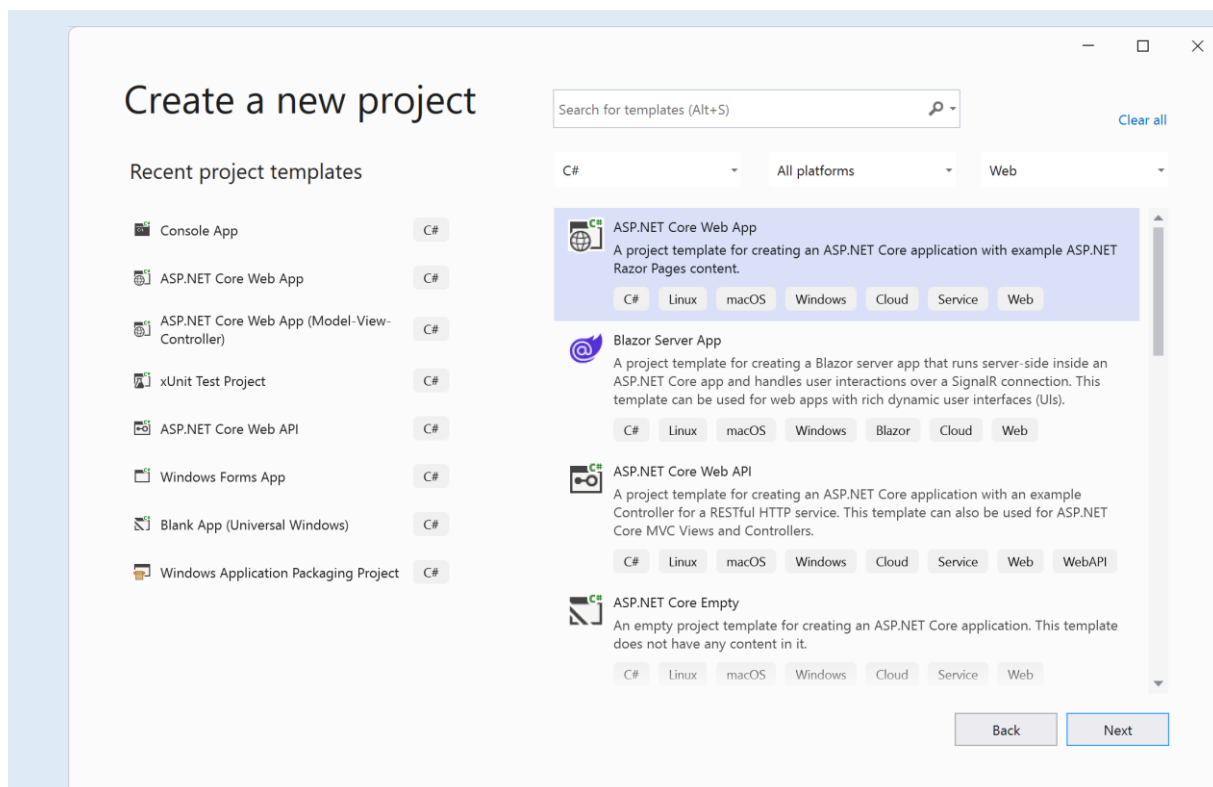 Create a new project
Search for templates (Alt+S)
Clear all
Recent project templates
C#
All platforms
Web
Console App
C#
ASP.NET Core Web App
C#
ASP.NET Core Web App (Model-View-
Controller)
C#
xUnit Test Project
C#
ASP.NET Core Web API
C#
Windows Forms App
C#
Blank App (Universal Windows)
C#
Windows Application Packaging Project
C#
ASP.NET Core Web App
A project template for creating an ASP.NET Core application with example ASP.NET
Razor Pages content.
C# Linux macOS Windows Cloud Service Web
Blazor Server App
A project template for creating a Blazor server app that runs server-side inside an
ASP.NET Core app and handles user interactions over a SignalR connection. This
template can be used for web apps with rich dynamic user interfaces (UIs).
C# Linux macOS Windows Blazor Cloud Web
ASP.NET Core Web API
A project template for creating an ASP.NET Core application with an example
Controller for a RESTful HTTP service. This template can also be used for ASP.NET
Core MVC Views and Controllers.
C# Linux macOS Windows Cloud Service Web WebAPI
ASP.NET Core Empty
An empty project template for creating an ASP.NET Core application. This template
does not have any content in it.
C# Linux macOS Windows Cloud Service Web
Back
Next